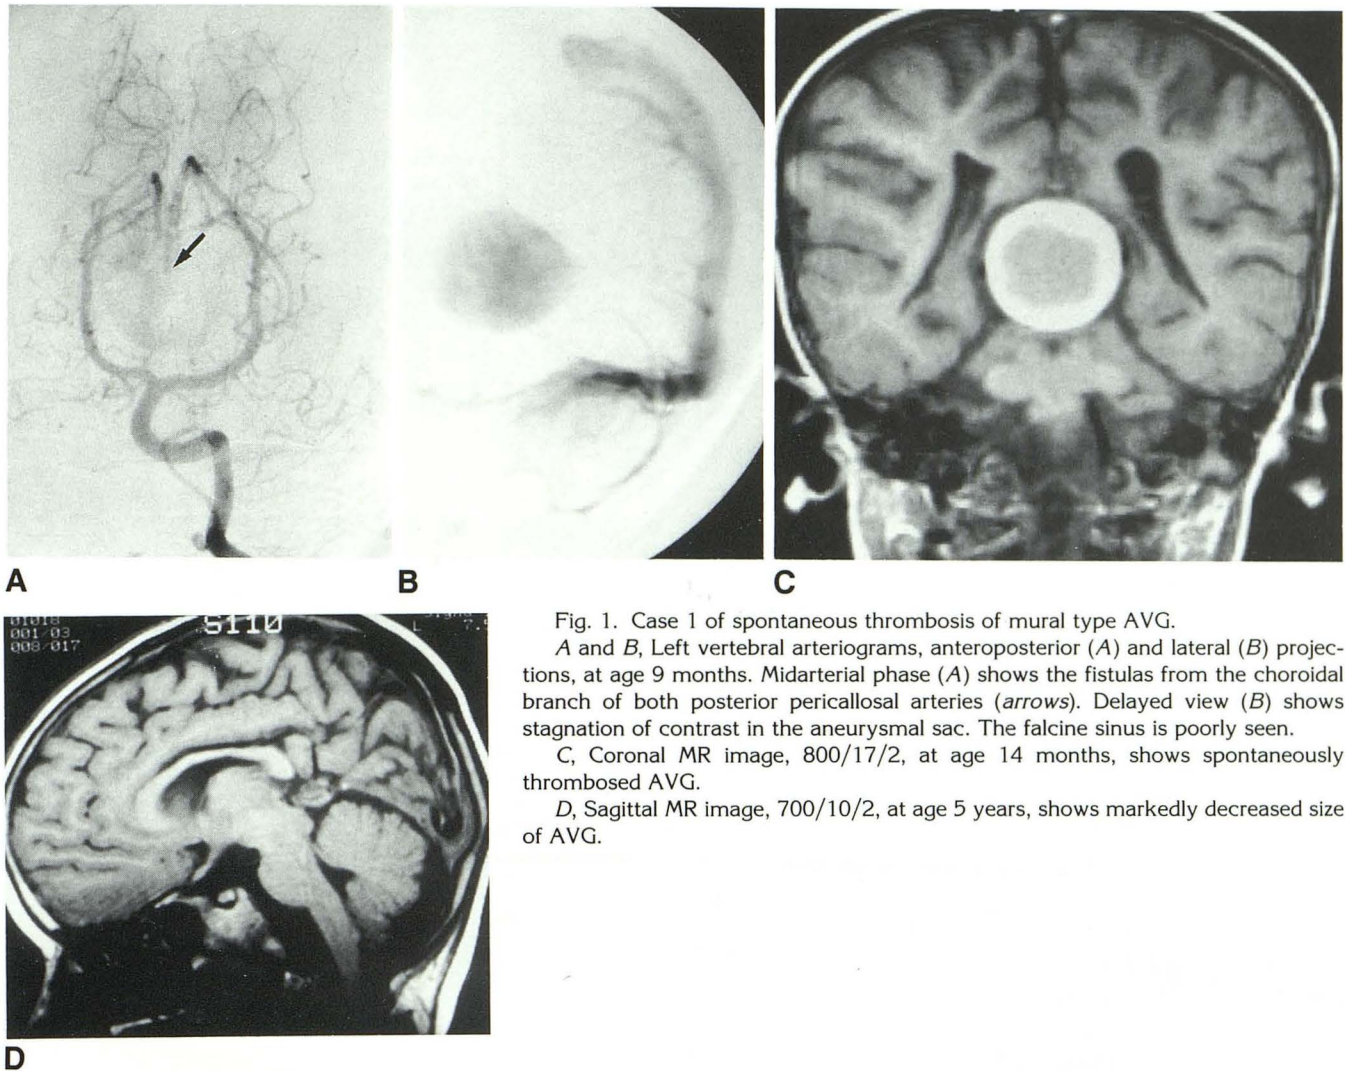 A
B
C
01018
001/03
008/017
S110
L 7.
D
Fig. 1. Case 1 of spontaneous thrombosis of mural type AVG.
A and B, Left vertebral arteriograms, anteroposterior (A) and lateral (B) projec-
tions, at age 9 months. Midarterial phase (A) shows the fistulas from the choroidal
branch of both posterior pericallosal arteries (arrows). Delayed view (B) shows
stagnation of contrast in the aneurysmal sac. The falcine sinus is poorly seen.
C, Coronal MR image, 800/17/2, at age 14 months, shows spontaneously
thrombosed AVG.
D, Sagittal MR image, 700/10/2, at age 5 years, shows markedly decreased size
of AVG.